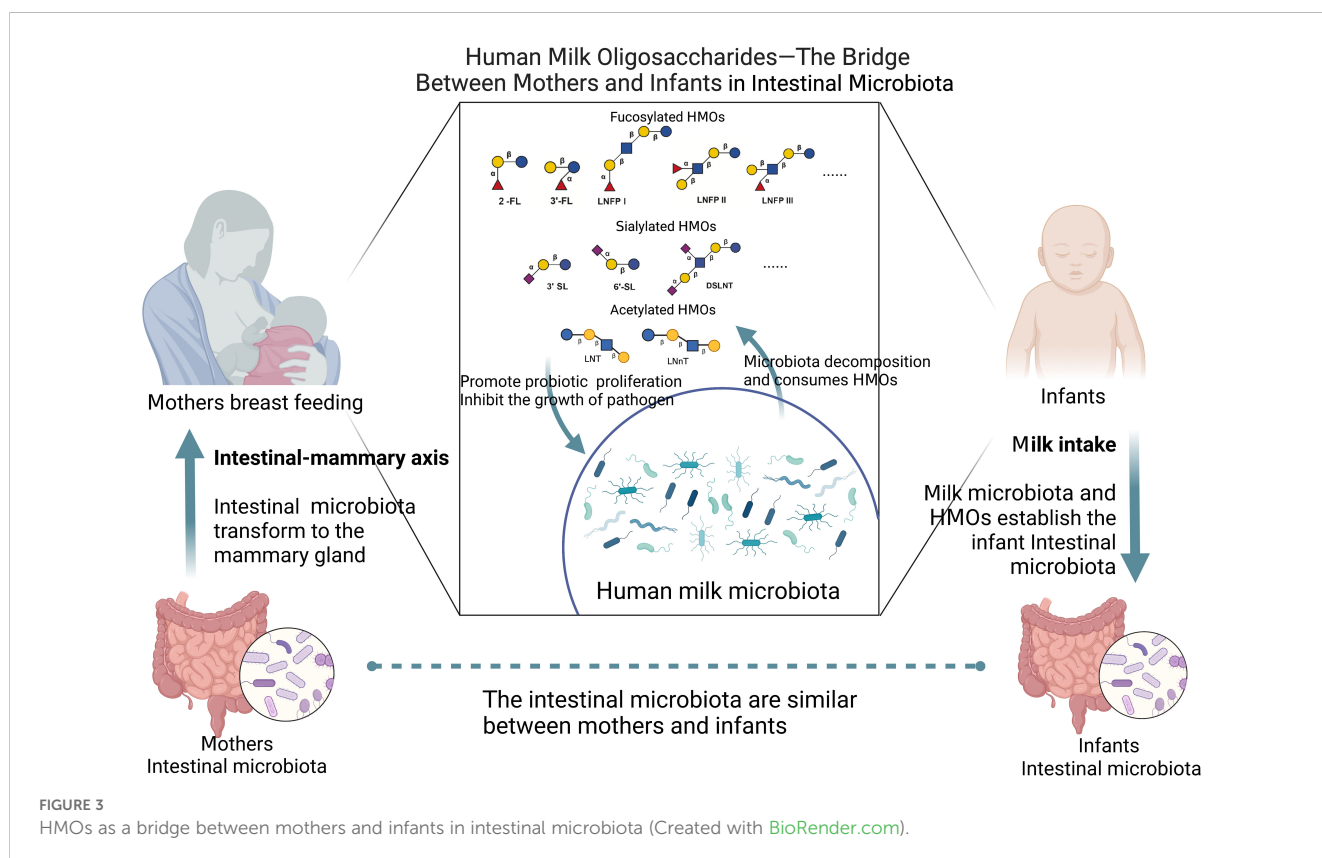 Human Milk Oligosaccharides—The Bridge
Between Mothers and Infants in Intestinal Microbiota
Fucosylated HMOs
β
α
2 -FL
β
α
3'-FL
β
β
β
α
LNFP I
α
β
β
β
LNFP II
β
α
β
β
LNFP III
......
Sialylated HMOs
α
β
3' SL
α
β
6'-SL
α
β
β
β
α
DSLNT
......
Acetylated HMOs
β
β
β
LNT
β
β
β
LNnT
Promote probiotic proliferation
Inhibit the growth of pathogen
Microbiota decomposition
and consumes HMOs
Human milk microbiota
Mothers breast feeding
Intestinal-mammary axis
Intestinal microbiota
transform to the
mammary gland
Mothers
Intestinal microbiota
Infants
Milk intake
Milk microbiota and
HMOs establish the
infant Intestinal
microbiota
Infants
Intestinal microbiota
The intestinal microbiota are similar
between mothers and infants
FIGURE 3
HMOs as a bridge between mothers and infants in intestinal microbiota (Created with BioRender.com).